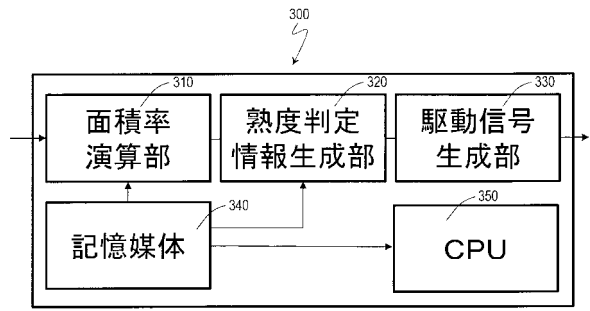 300
310
面積率
演算部
320
熟度判定
情報生成部
330
駆動信号
生成部
340
記憶媒体
350
CPU